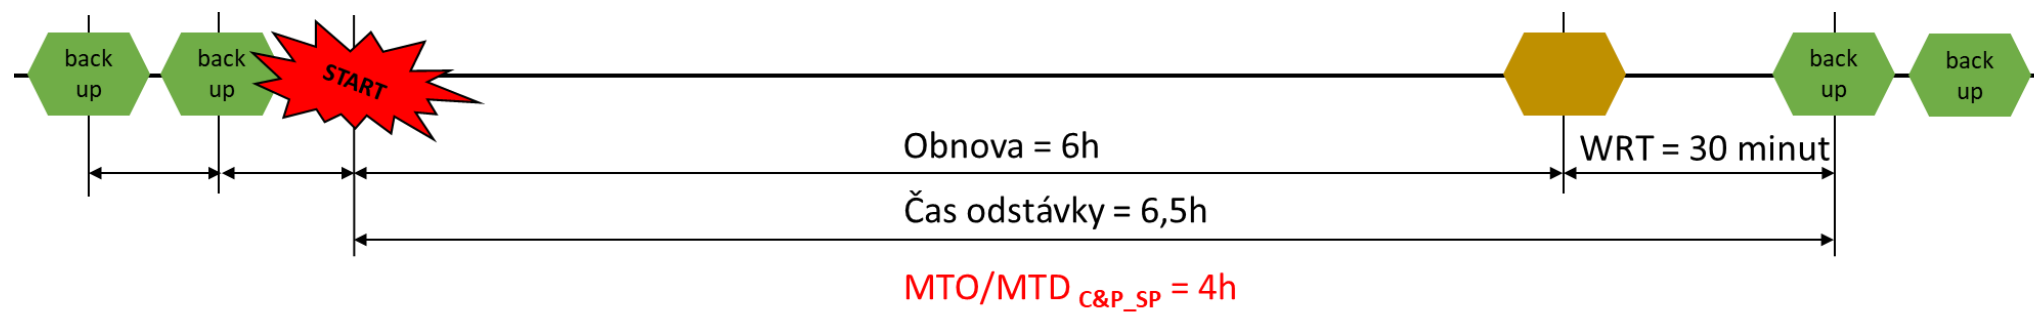 back
up
back
up
START
back
up
back
up
Obnova = 6h
WRT = 30 minut
Čas odstávky = 6,5h
MTO/MTD C&P_SP = 4h